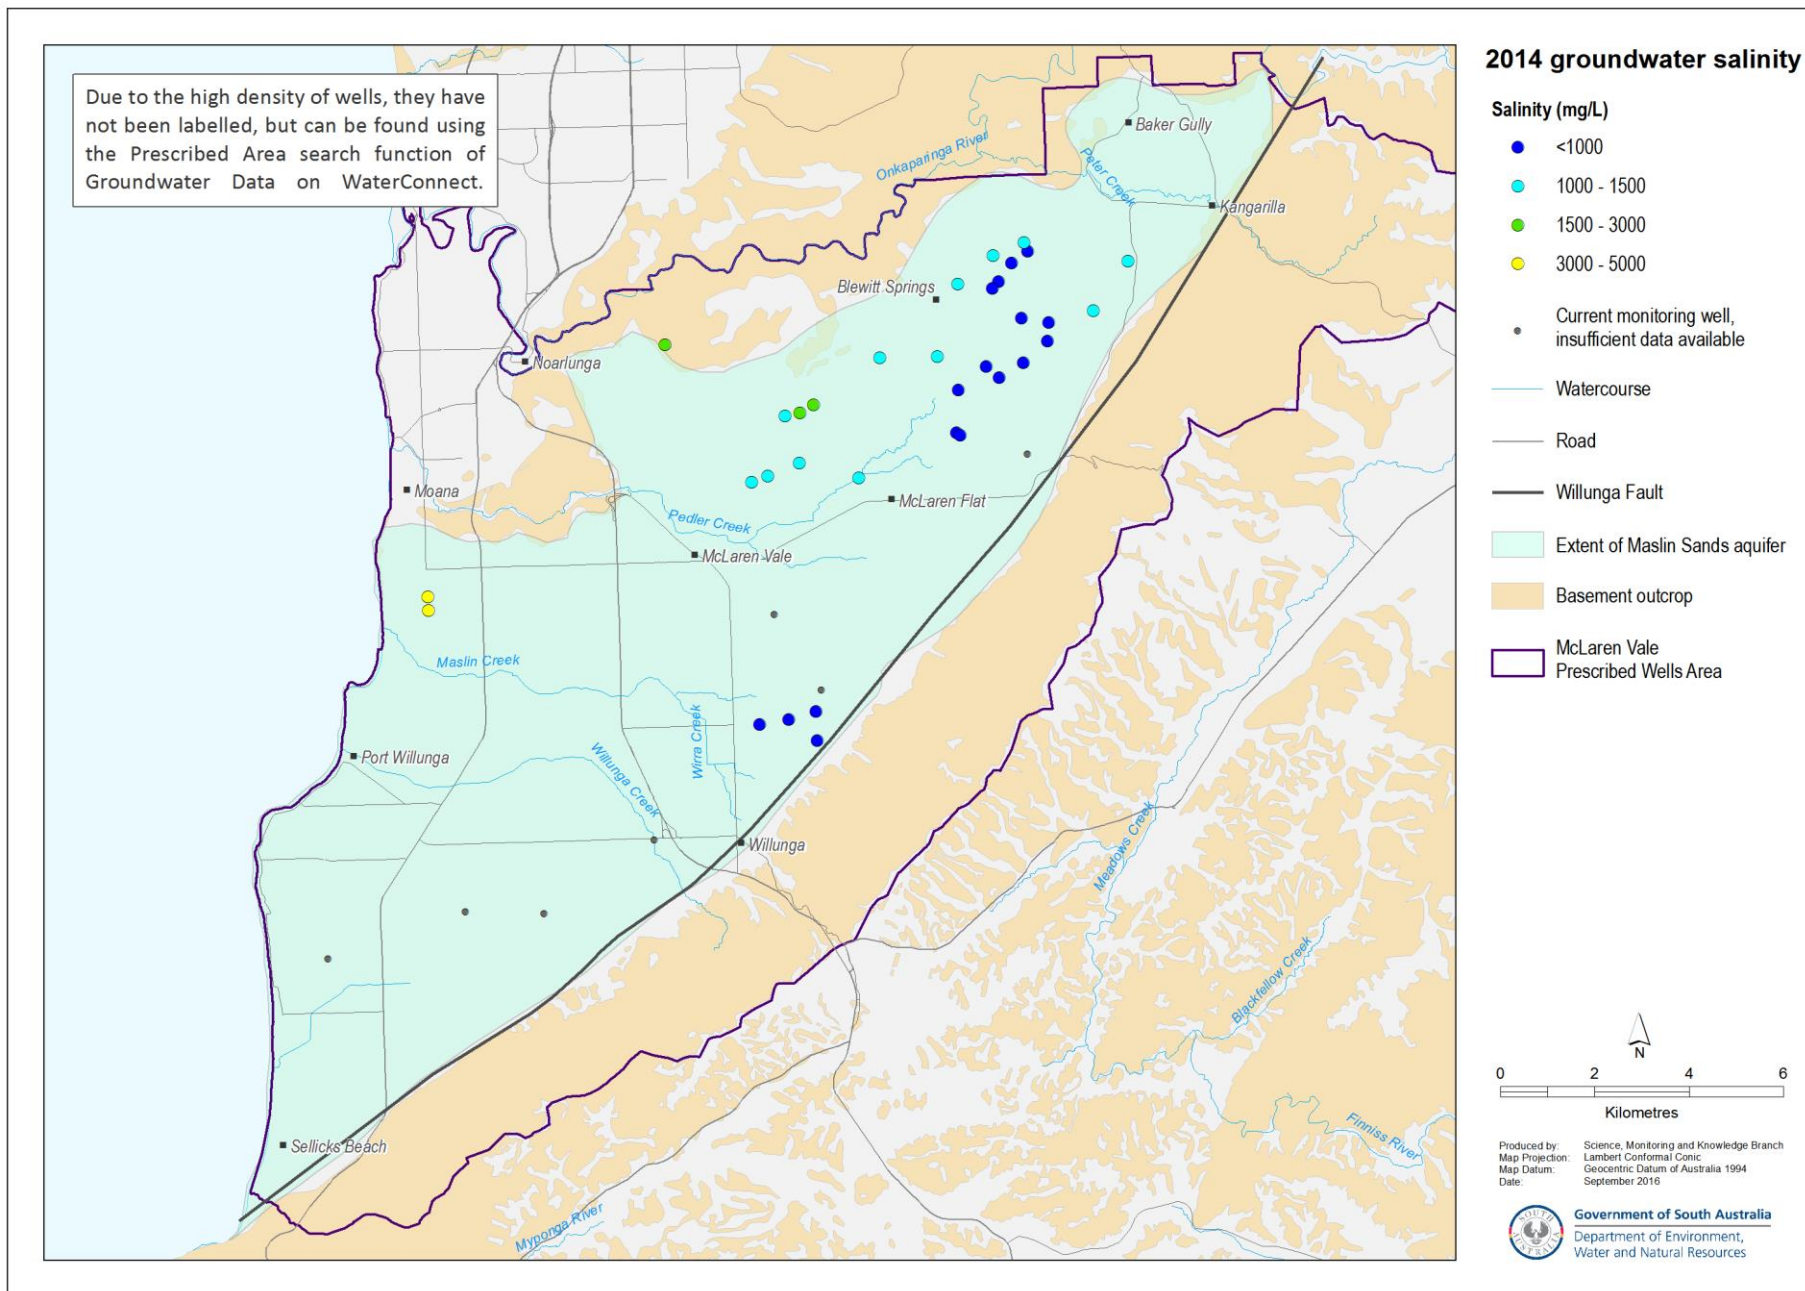 Due to the high density of wells, they have
not been labelled, but can be found using
the Prescribed Area search function of
Groundwater Data on WaterConnect.
Baker Gully
Onkaparinga River
Peter Creek
Kangarilla
Blewitt Springs
Noarlunga
Moana
McLaren Flat
Pedler Creek
McLaren Vale
Maslin Creek
Wirra Creek
Port Willunga
Willunga Creek
Willunga
Meadows Creek
Blackfellow Creek
Sellicks Beach
Finniss River
Myponga River
2014 groundwater salinity
Salinity (mg/L)
<1000
1000 - 1500
1500 - 3000
3000 - 5000
Current monitoring well,
insufficient data available
Watercourse
Road
Willunga Fault
Extent of Maslin Sands aquifer
Basement outcrop
McLaren Vale
Prescribed Wells Area
N
0 2 4 6
Kilometres
Produced by: Science, Monitoring and Knowledge Branch
Map Projection: Lambert Conformal Conic
Map Datum: Geocentric Datum of Australia 1994
Date: September 2016
SOUTH AUSTRALIA
Government of South Australia
Department of Environment,
Water and Natural Resources